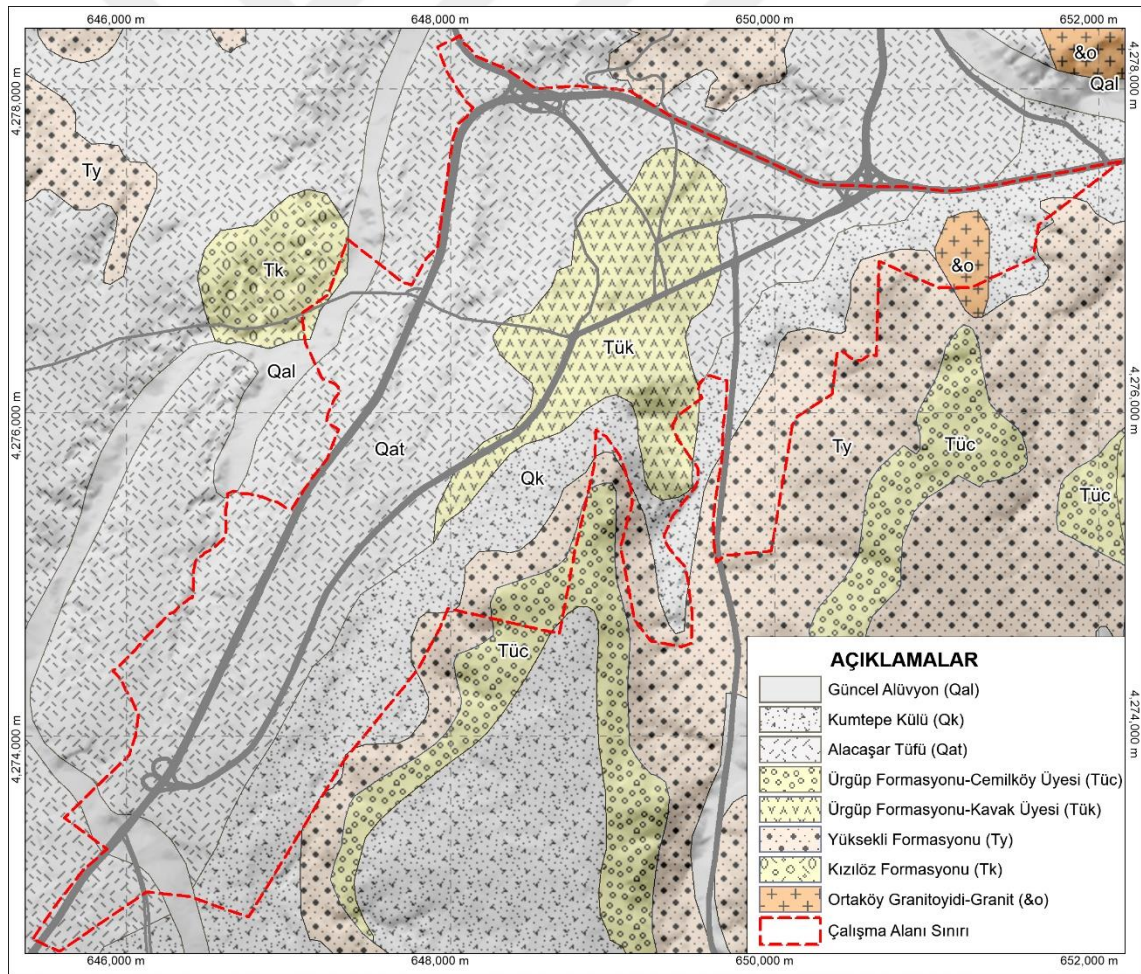 646,000 m
648,000 m
650,000 m
652,000 m
4,278,000 m
4,278,000 m
&o
Qal
Ty
Tk
&o
Qal
Tük
4,276,000 m
4,276,000 m
Qat
Ty
Tüc
Qk
Tüc
Tüc
4,274,000 m
4,274,000 m
AÇIKLAMALAR
Güncel Alüvyon (Qal)
Kumtepe Külü (Qk)
Alacaşar Tüfü (Qat)
Ürgüp Formasyonu-Cemilköy Üyesi (Tüc)
Ürgüp Formasyonu-Kavak Üyesi (Tük)
Yüksekli Formasyonu (Ty)
Kızılöz Formasyonu (Tk)
Ortaköy Granitoyidi-Granit (&o)
Çalışma Alanı Sınırı
646,000 m
648,000 m
650,000 m
652,000 m